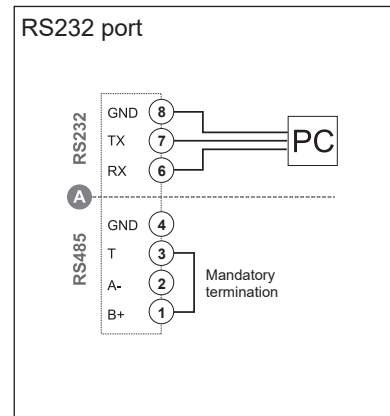 RS232 port
RS232
GND 8
TX 7
RX 6
PC
A
RS485
GND 4
T 3
A- 2
B+ 1
Mandatory
termination